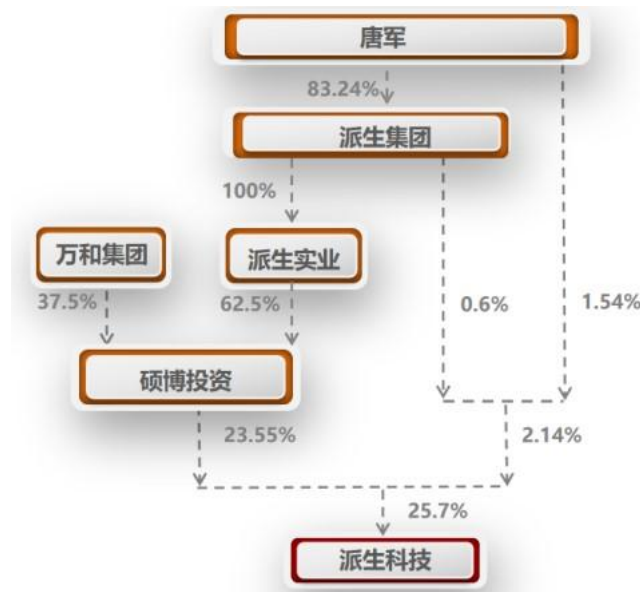 唐军
83.24%
派生集团
100%
万和集团
派生实业
37.5%
62.5%
0.6%
1.54%
硕博投资
23.55%
2.14%
25.7%
派生科技